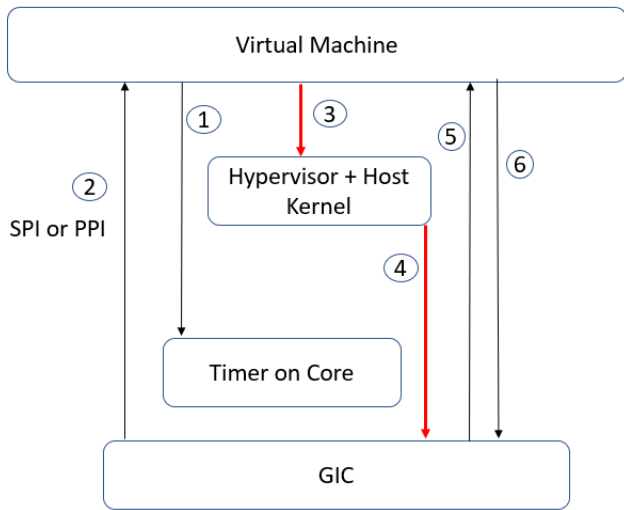 Virtual Machine
1
3
2
5
6
Hypervisor + Host
Kernel
SPI or PPI
4
Timer on Core
GIC